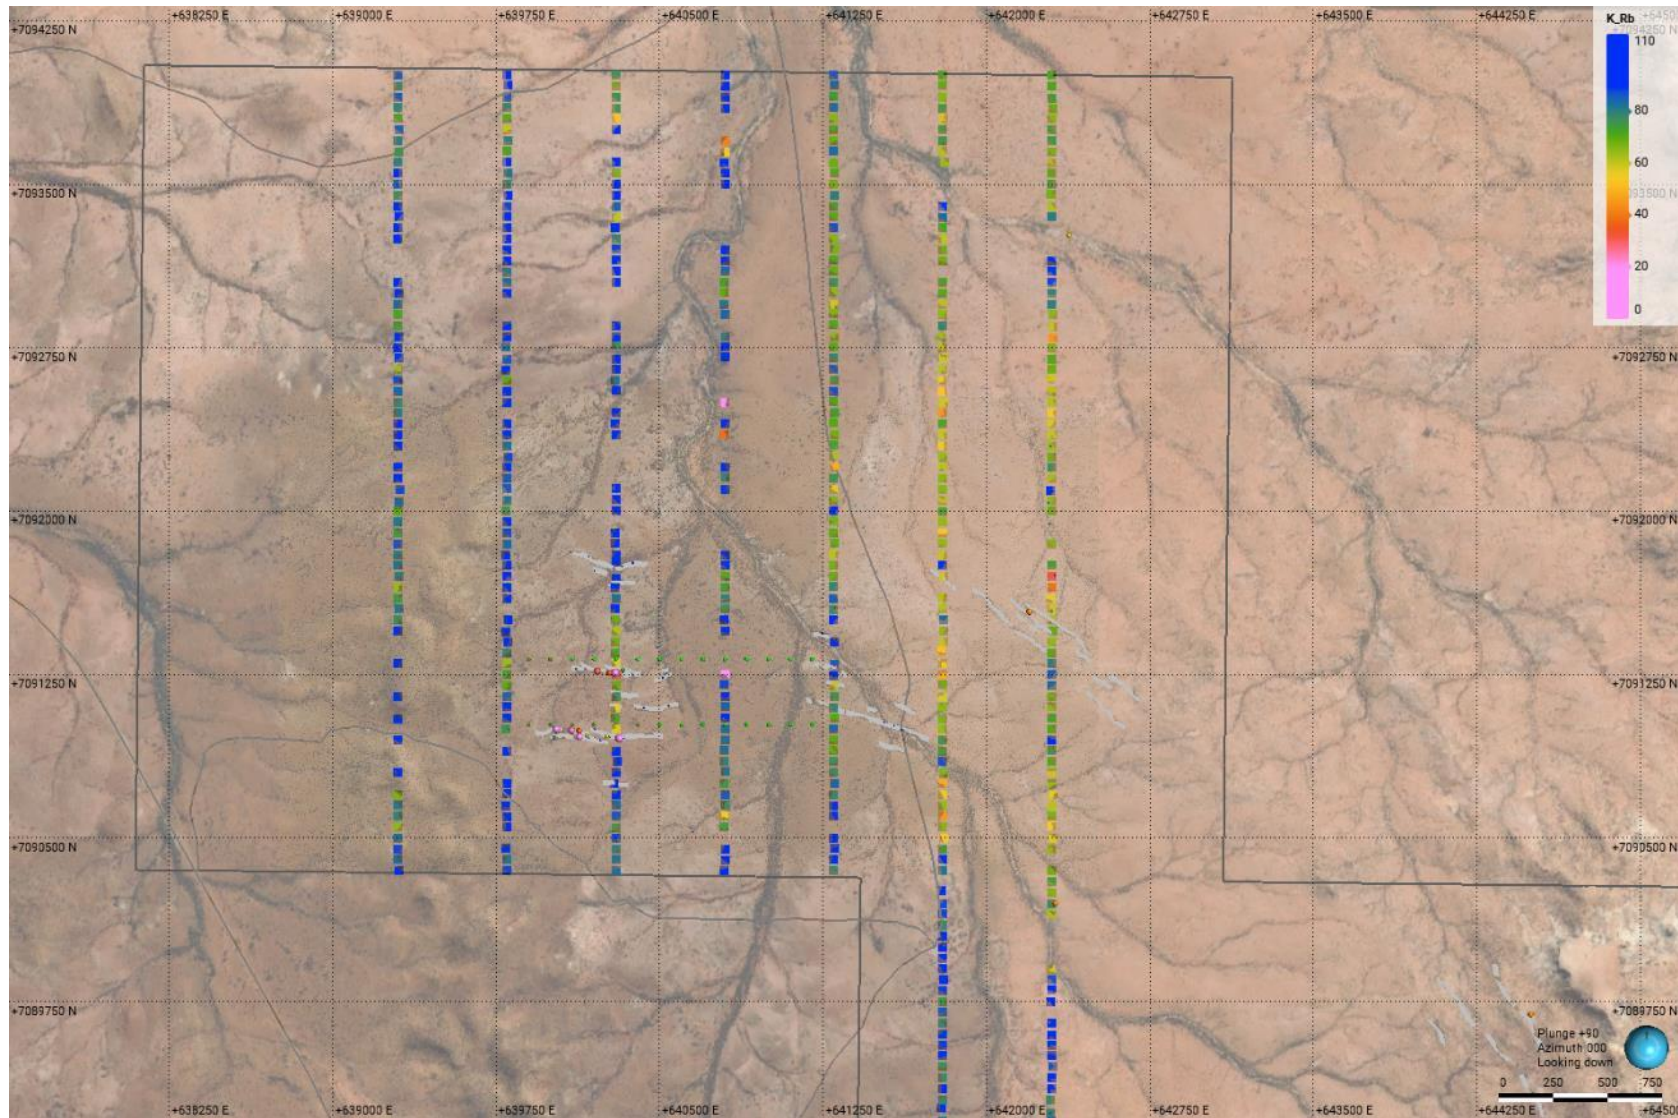 +638250 E +639000 E +639750 E +640500 E +641250 E +642000 E +642750 E +643500 E +644250 E
+7094250 N
K_Rb
+7094250 N
110
80
60
40
20
0
+7093500 N
+7092750 N +7092750 N
+7092000 N +7092000 N
+7091250 N +7091250 N
+7090500 N +7090500 N
+7089750 N +7089750 N
Plunge +90
Azimuth 000
Looking down
0 250 500 750
+638250 E +639000 E +639750 E +640500 E +641250 E +642000 E +642750 E +643500 E +644250 E